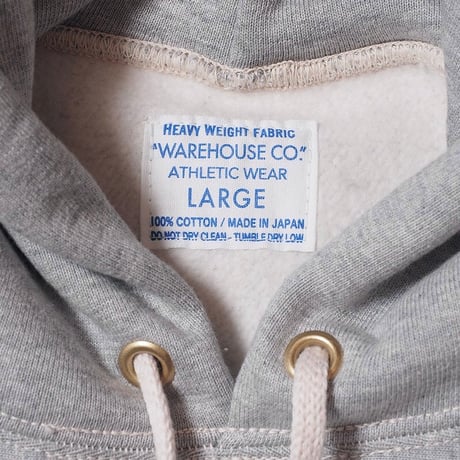 HEAVY WEIGHT FABRIC
"WAREHOUSE CO."
ATHLETIC WEAR
LARGE
100% COTTON / MADE IN JAPAN
DO NOT DRY CLEAN - TUMBLE DRY LOW